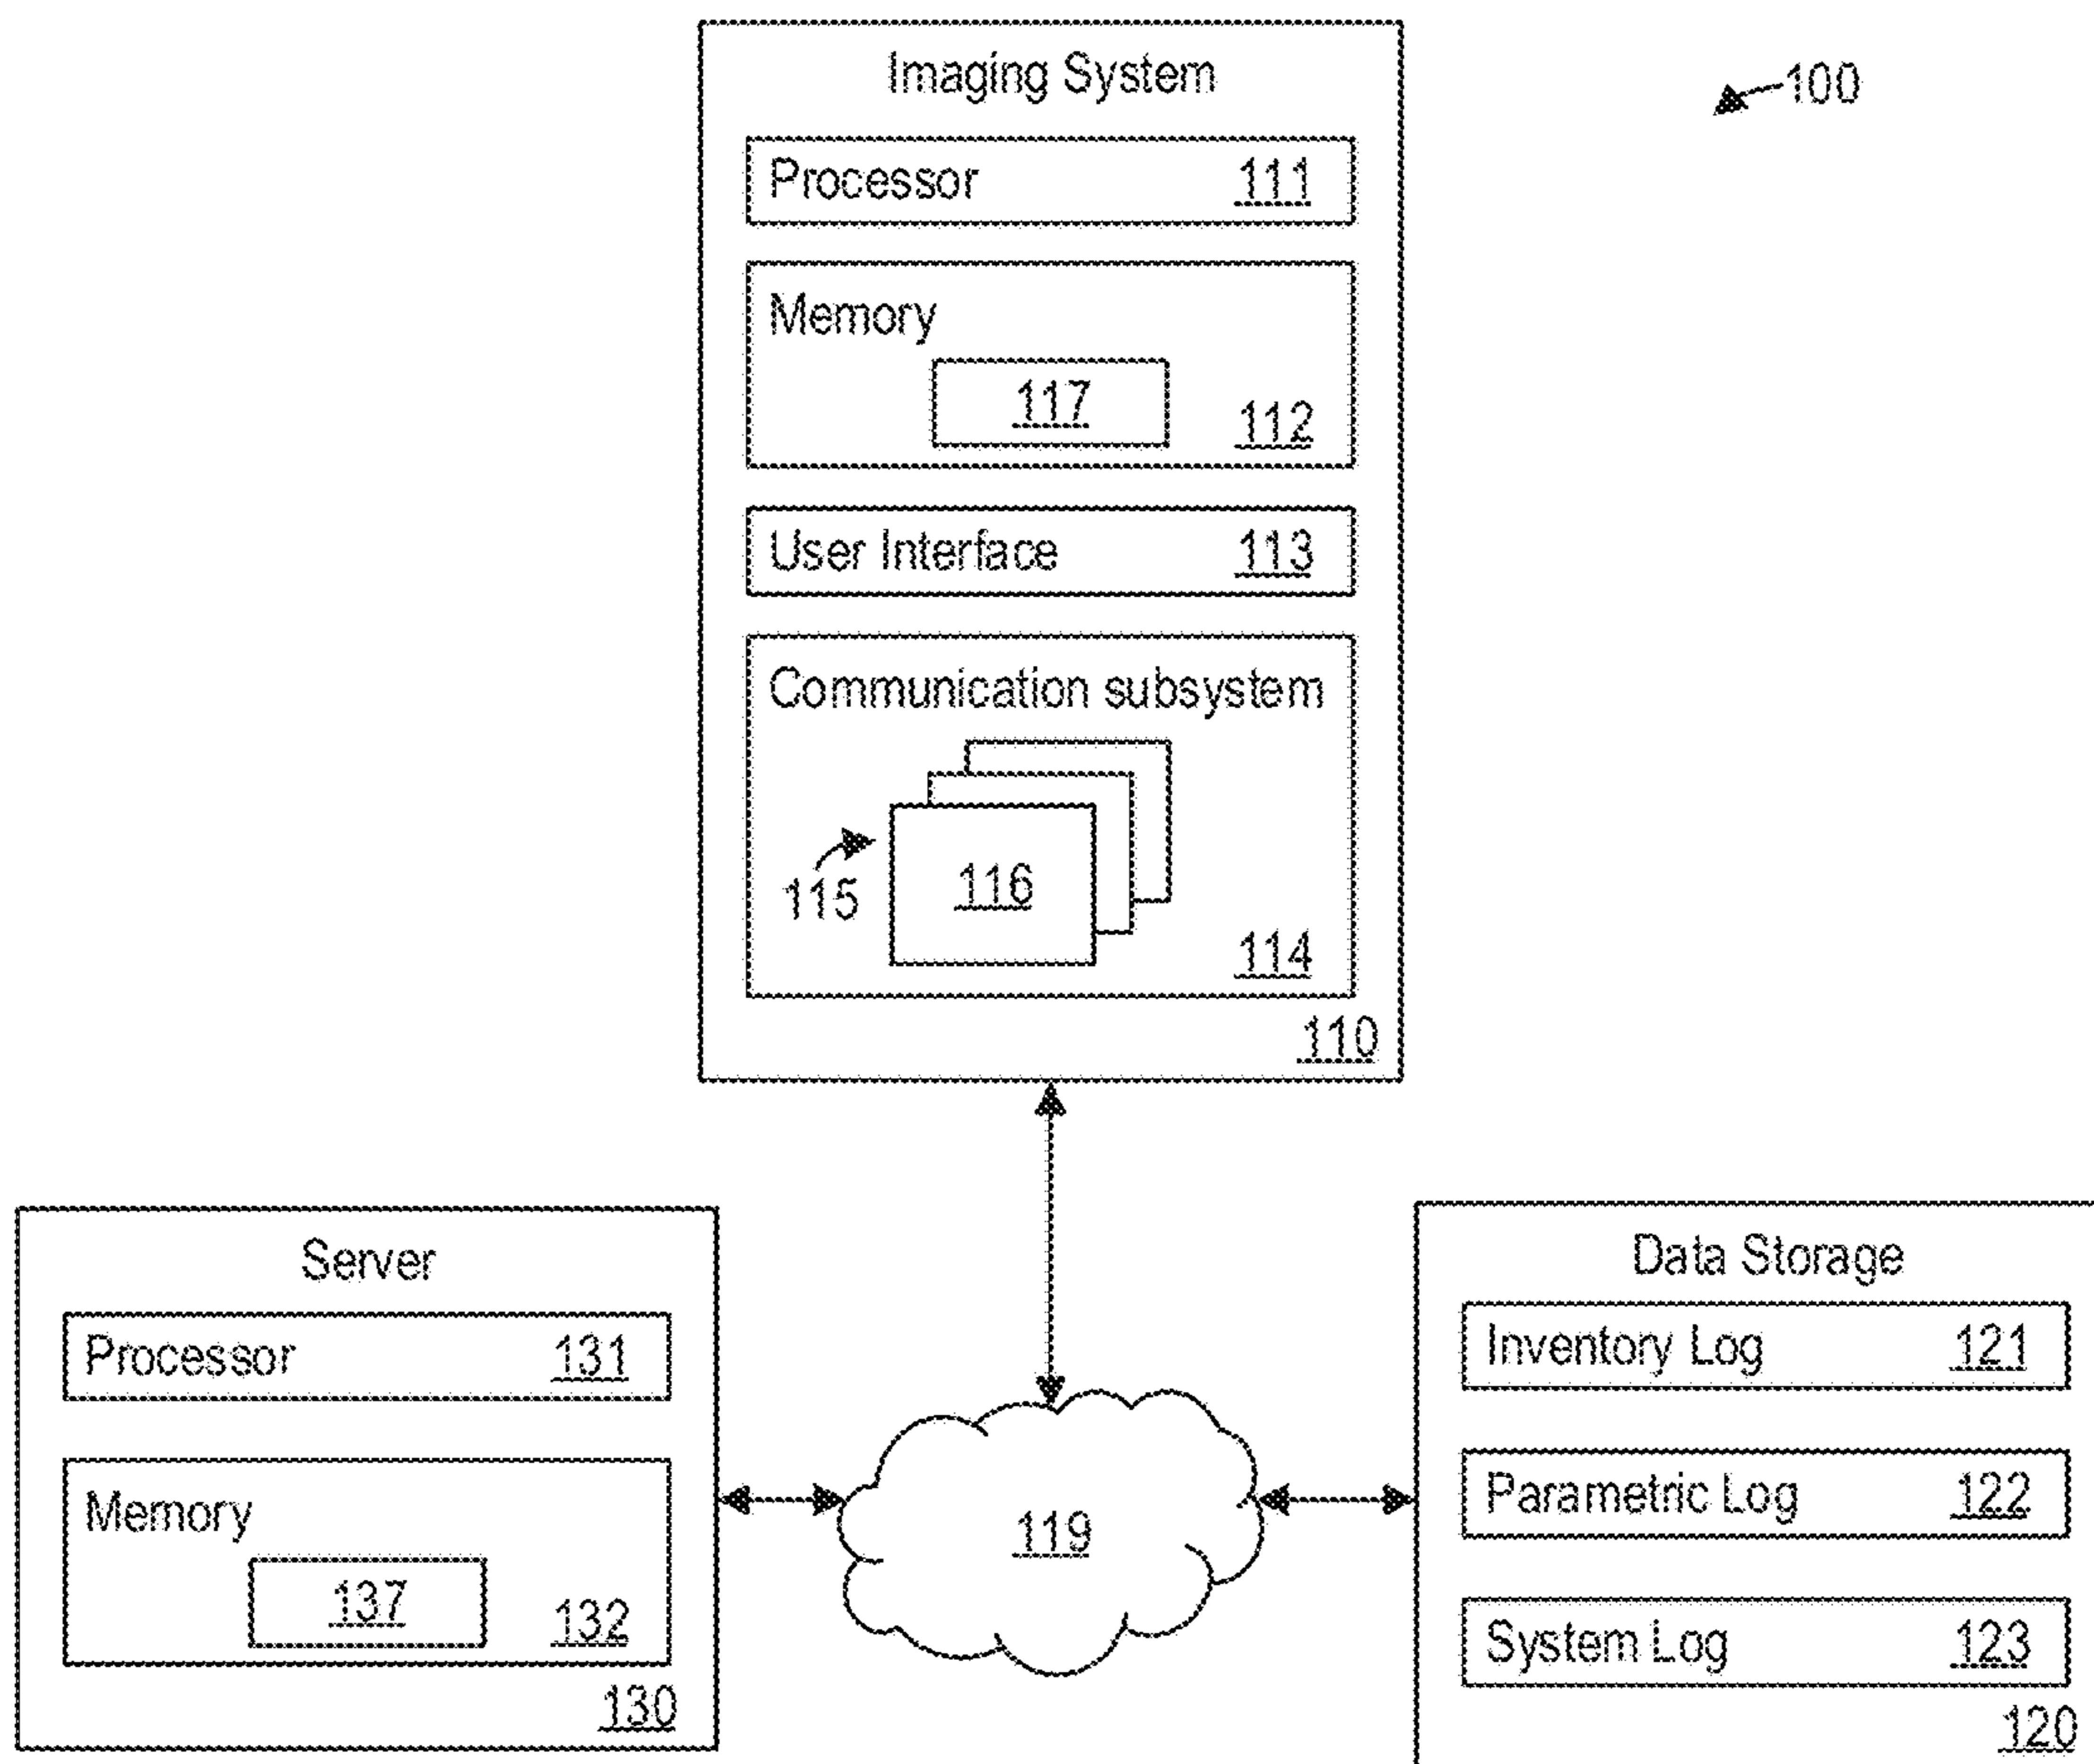 Imaging System
100
Processor 111
Memory
117
112
User Interface 113
Communication subsystem
115
116
114
110
Server
Processor 131
Memory
137
132
130
119
Data Storage
Inventory Log 121
Parametric Log 122
System Log 123
120